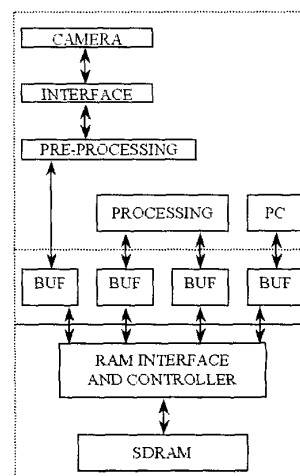 CAMERA
INTERFACE
PRE-PROCESSING
PROCESSING PC
BUF BUF BUF BUF
RAM INTERFACE
AND CONTROLLER
SDRAM